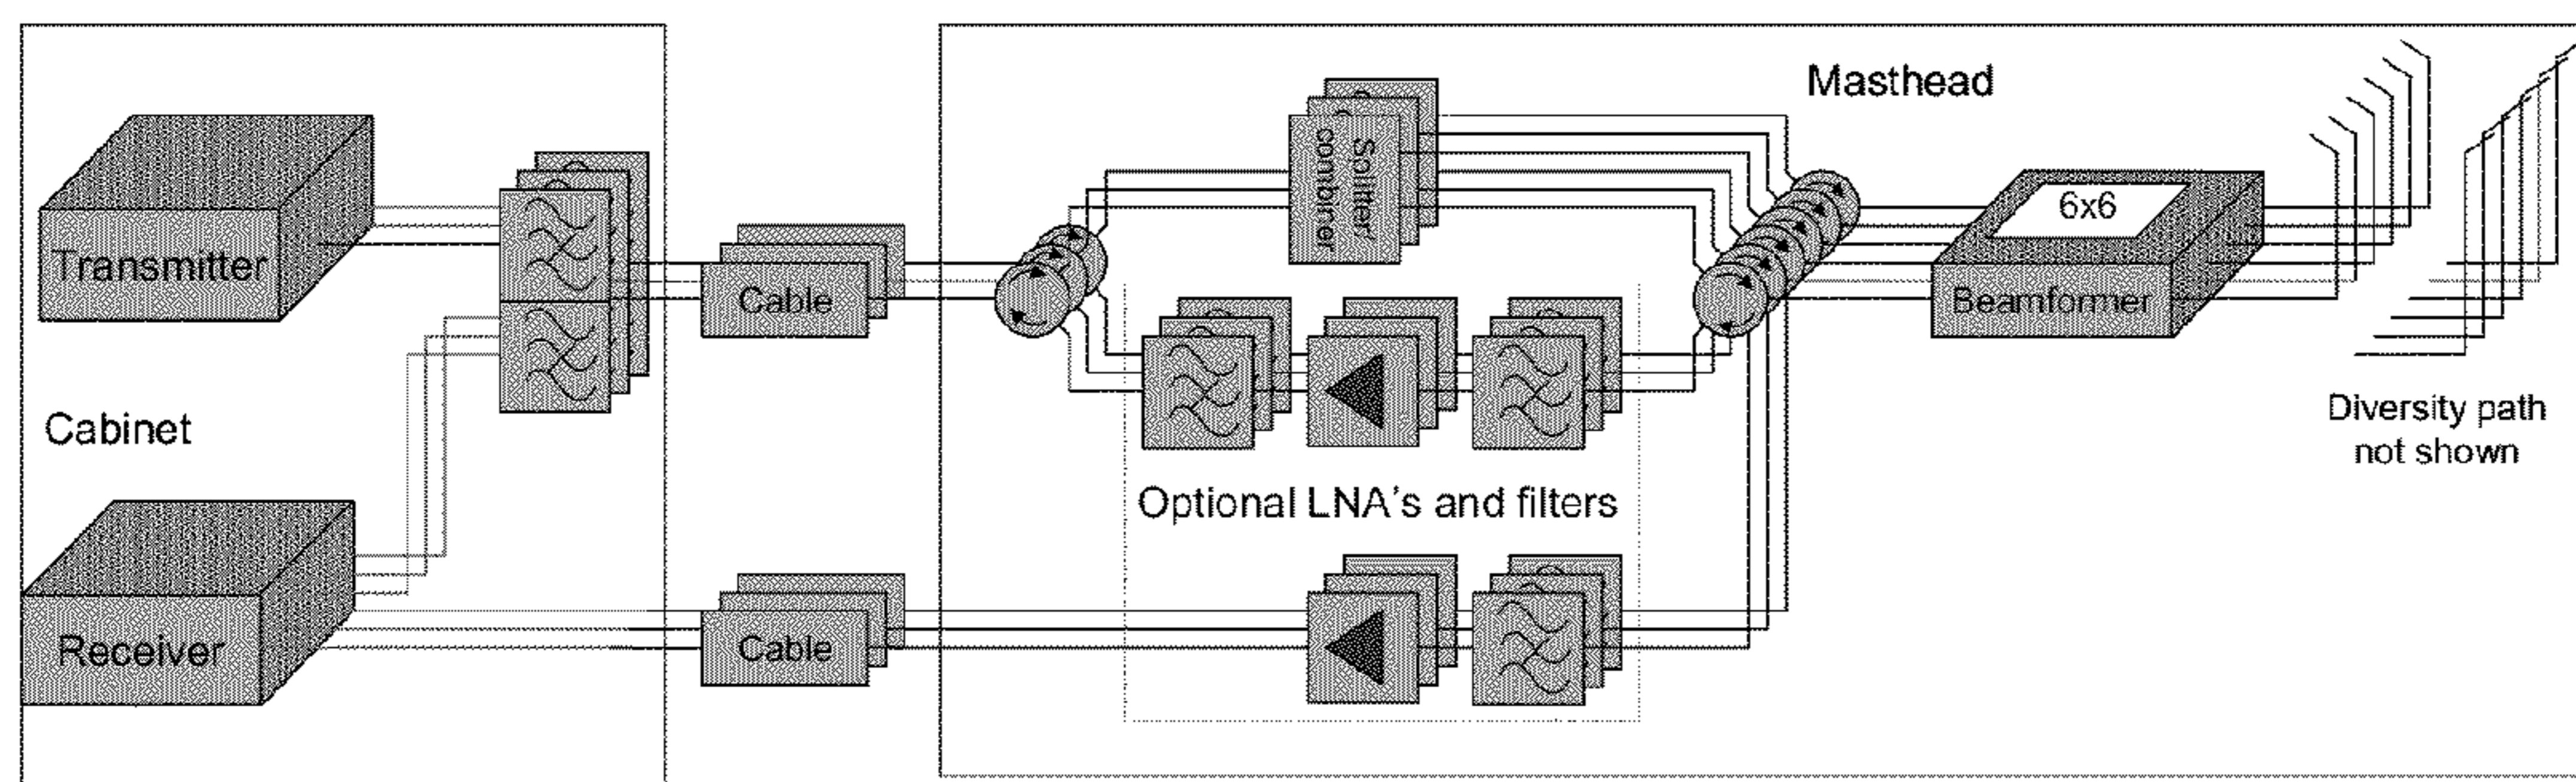 Masthead
Transmitter
Splitter/
combiner
6x6
Cable
Beamformer
Cabinet
Diversity path
not shown
Optional LNA's and filters
Receiver
Cable